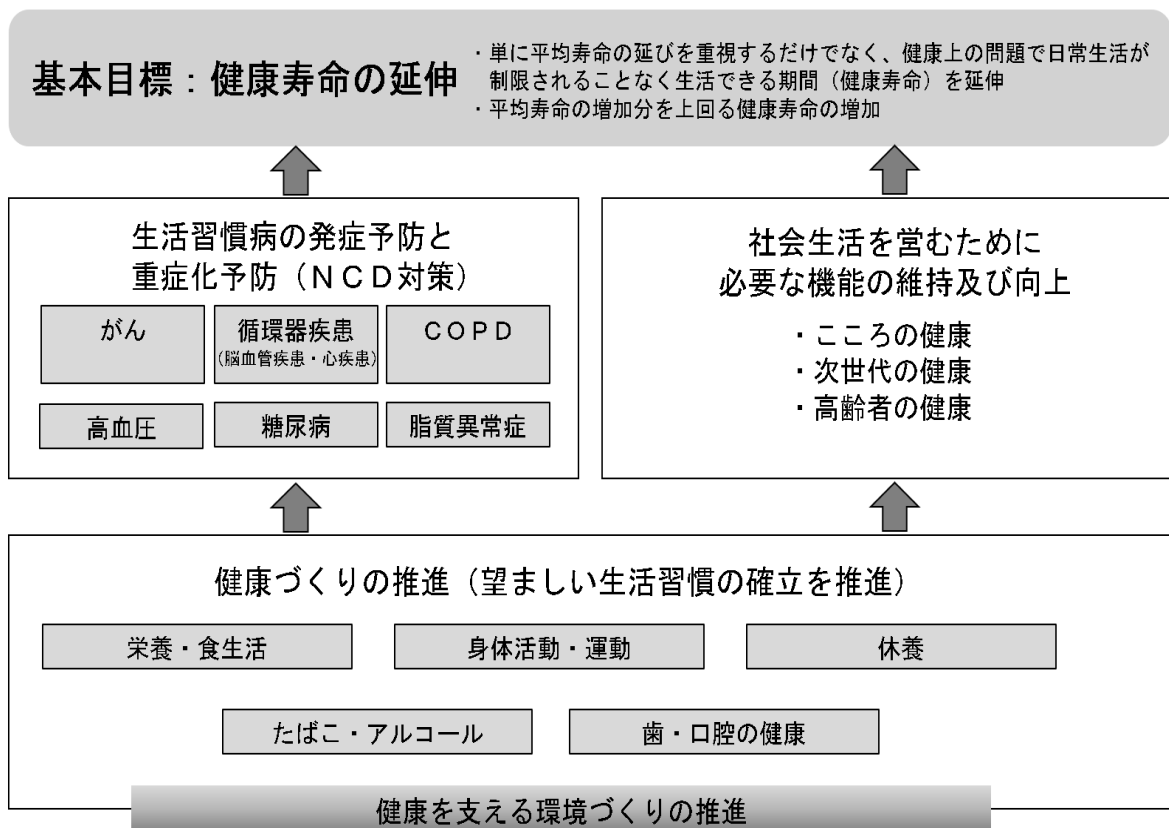 基本目標：健康寿命の延伸
・単に平均寿命の延びを重視するだけでなく、健康上の問題で日常生活が
制限されることなく生活できる期間（健康寿命）を延伸
・平均寿命の増加分を上回る健康寿命の増加
生活習慣病の発症予防と
重症化予防（ＮＣＤ対策）
がん
循環器疾患
（脳血管疾患・心疾患）
ＣＯＰＤ
高血圧
糖尿病
脂質異常症
社会生活を営むために
必要な機能の維持及び向上
・こころの健康
・次世代の健康
・高齢者の健康
健康づくりの推進（望ましい生活習慣の確立を推進）
栄養・食生活
身体活動・運動
休養
たばこ・アルコール
歯・口腔の健康
健康を支える環境づくりの推進